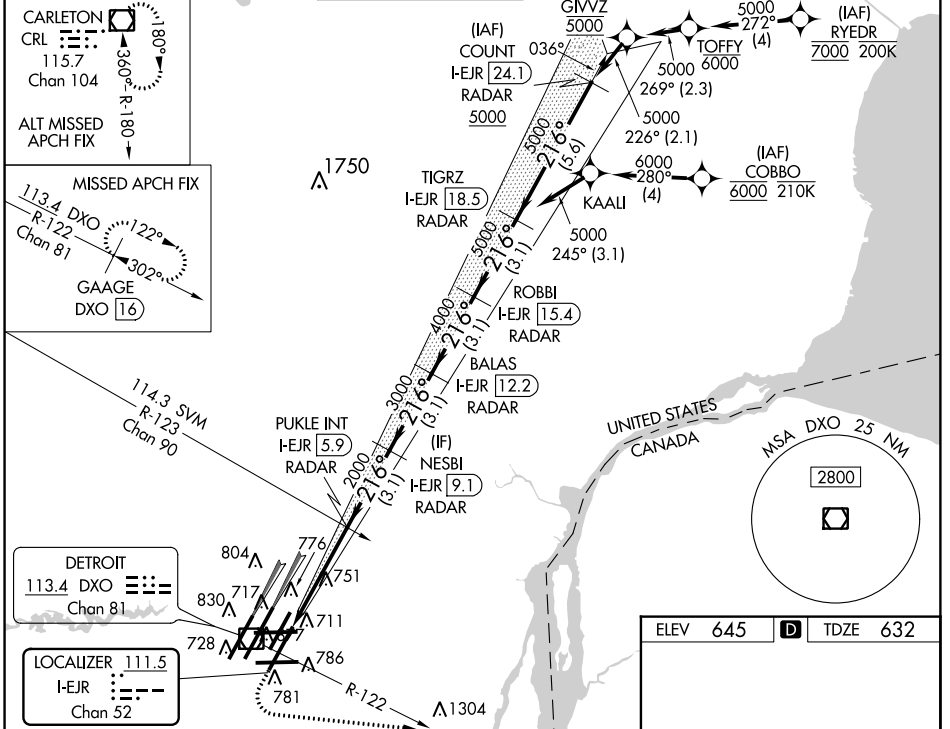 CARLETON
CRL
115.7
Chan 104
180°
360°
R-180
ALT MISSED
APCH FIX
MISSED APCH FIX
113.4 DXO
R-122
Chan 81
122°
302°
GAAGE
DXO 16
(IAF)
COUNT
I-EJR 24.1
RADAR
5000
GIVVZ
5000
036°
TOFFY
6000
5000
272°
(4)
(IAF)
RYEDR
7000 200K
5000
269° (2.3)
5000
226° (2.1)
1750
5000
216°
(5.6)
TIGRZ
I-EJR 18.5
RADAR
KAALI
6000
280°
(4)
(IAF)
COBBO
6000 210K
5000
245° (3.1)
5000
216°
(3.1)
ROBBI
I-EJR 15.4
RADAR
4000
216°
(3.1)
BALAS
I-EJR 12.2
RADAR
3000
216°
(3.1)
(IF)
NESBI
I-EJR 9.1
RADAR
PUKLE INT
I-EJR 5.9
RADAR
2000
216°
(3.1)
114.3 SVM
R-123
Chan 90
UNITED STATES
CANADA
MSA DXO 25 NM
2800
DETROIT
113.4 DXO
Chan 81
804
776
717
751
830
711
728
786
781
R-122
1304
LOCALIZER 111.5
I-EJR
Chan 52
ELEV 645 D TDZE 632